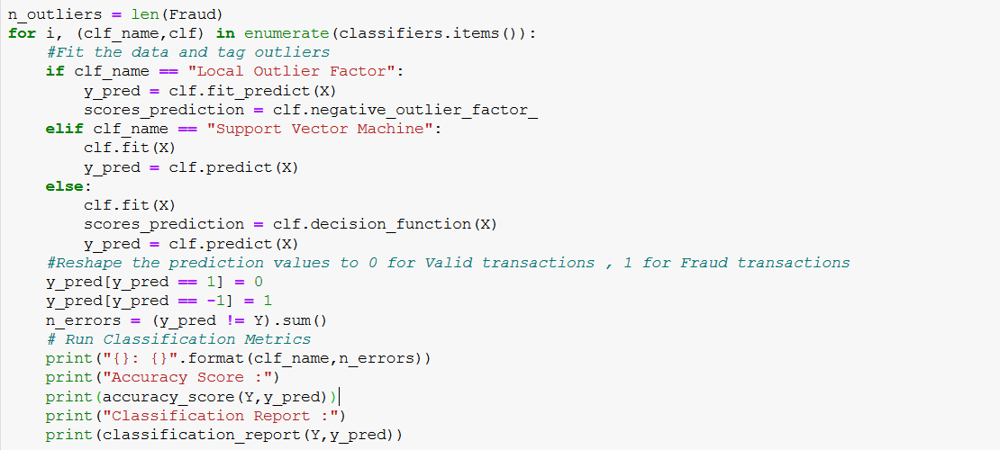 n_outliers = len(Fraud)
for i, (clf_name,clf) in enumerate(classifiers.items()):
    #Fit the data and tag outliers
    if clf_name == "Local Outlier Factor":
        y_pred = clf.fit_predict(X)
        scores_prediction = clf.negative_outlier_factor_
    elif clf_name == "Support Vector Machine":
        clf.fit(X)
        y_pred = clf.predict(X)
    else:
        clf.fit(X)
        scores_prediction = clf.decision_function(X)
        y_pred = clf.predict(X)
    #Reshape the prediction values to 0 for Valid transactions , 1 for Fraud transactions
    y_pred[y_pred == 1] = 0
    y_pred[y_pred == -1] = 1
    n_errors = (y_pred != Y).sum()
    # Run Classification Metrics
    print("{}: {}".format(clf_name,n_errors))
    print("Accuracy Score :")
    print(accuracy_score(Y,y_pred))
    print("Classification Report :")
    print(classification_report(Y,y_pred))